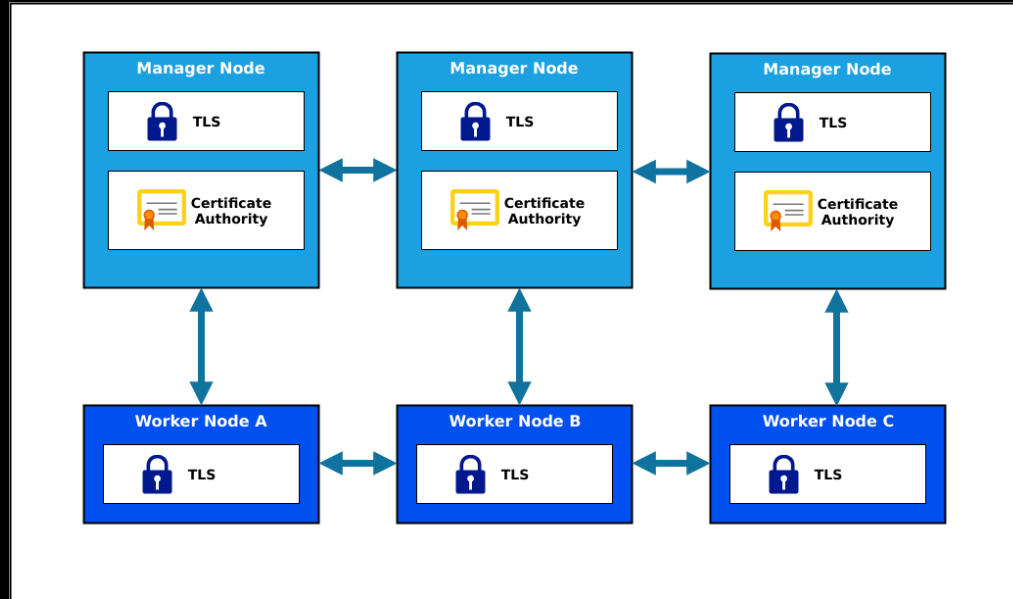 Manager Node
TLS
Certificate
Authority
Manager Node
TLS
Certificate
Authority
Manager Node
TLS
Certificate
Authority
Worker Node A
TLS
Worker Node B
TLS
Worker Node C
TLS